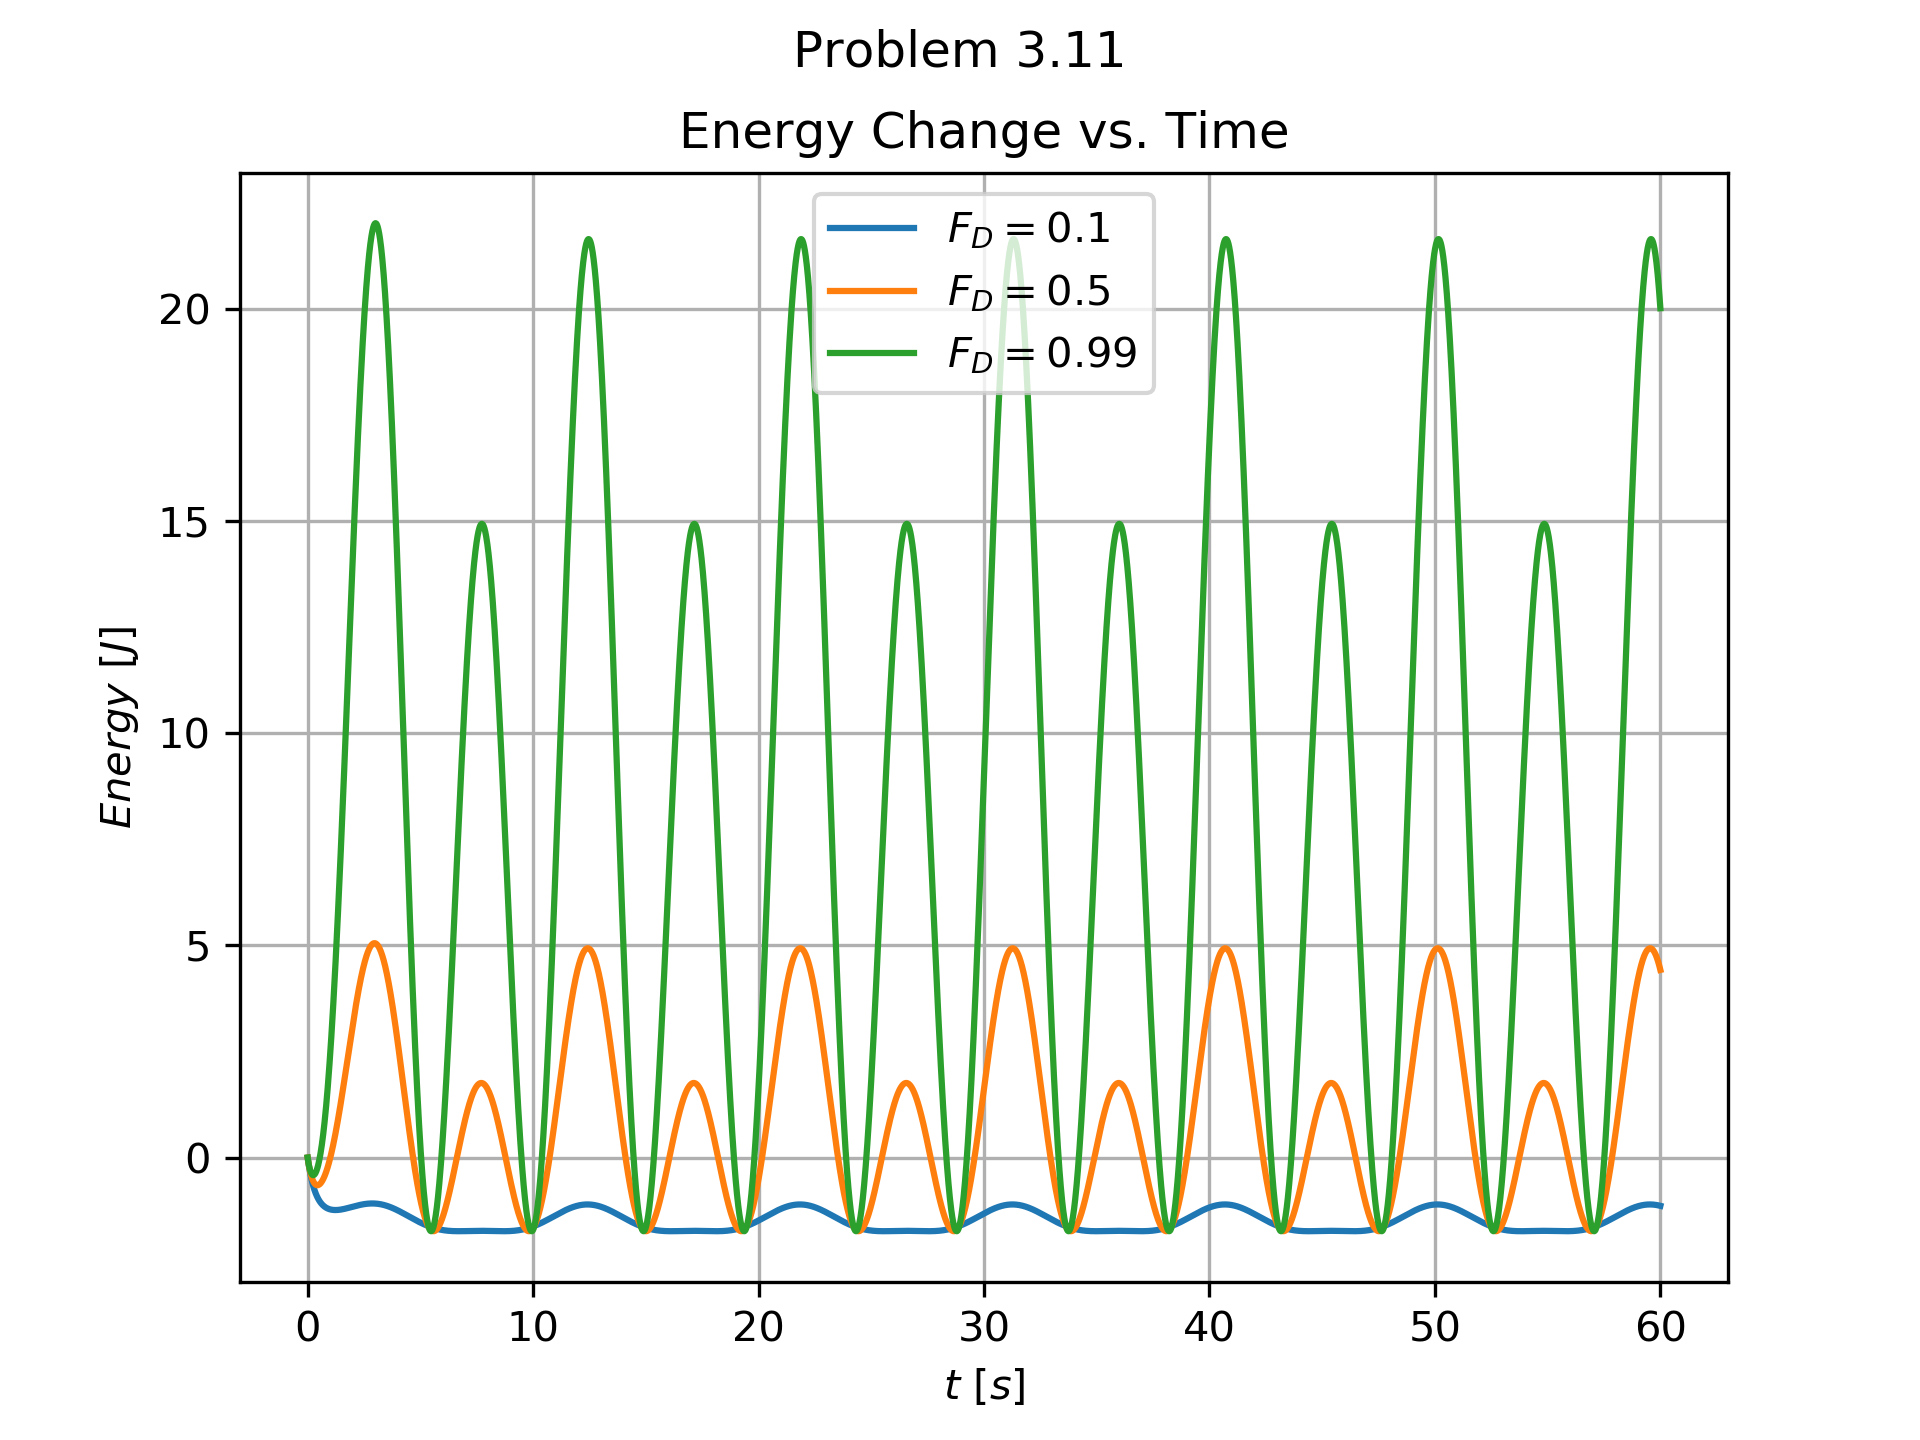 Problem 3.11
Energy Change vs. Time
F_D = 0.1
F_D = 0.5
F_D = 0.99
20
15
10
5
0
Energy [J]
0 10 20 30 40 50 60
t [s]